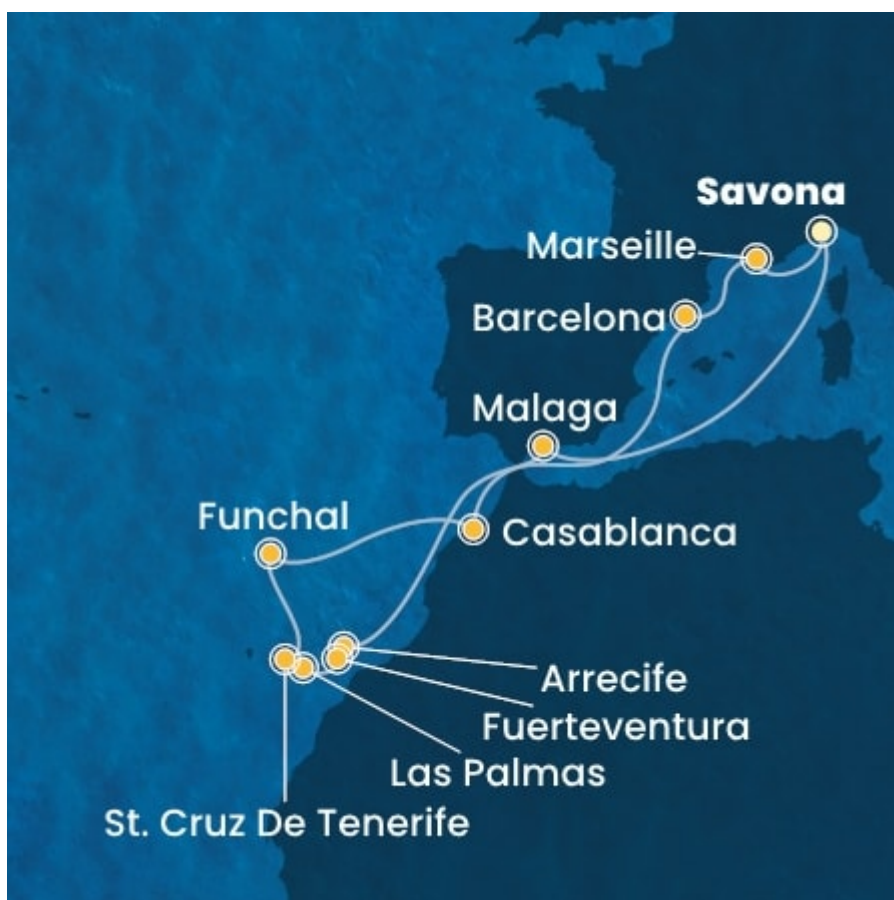 Savona
Marseille
Barcelona
Malaga
Funchal
Casablanca
Arrecife
Fuerteventura
Las Palmas
St. Cruz De Tenerife